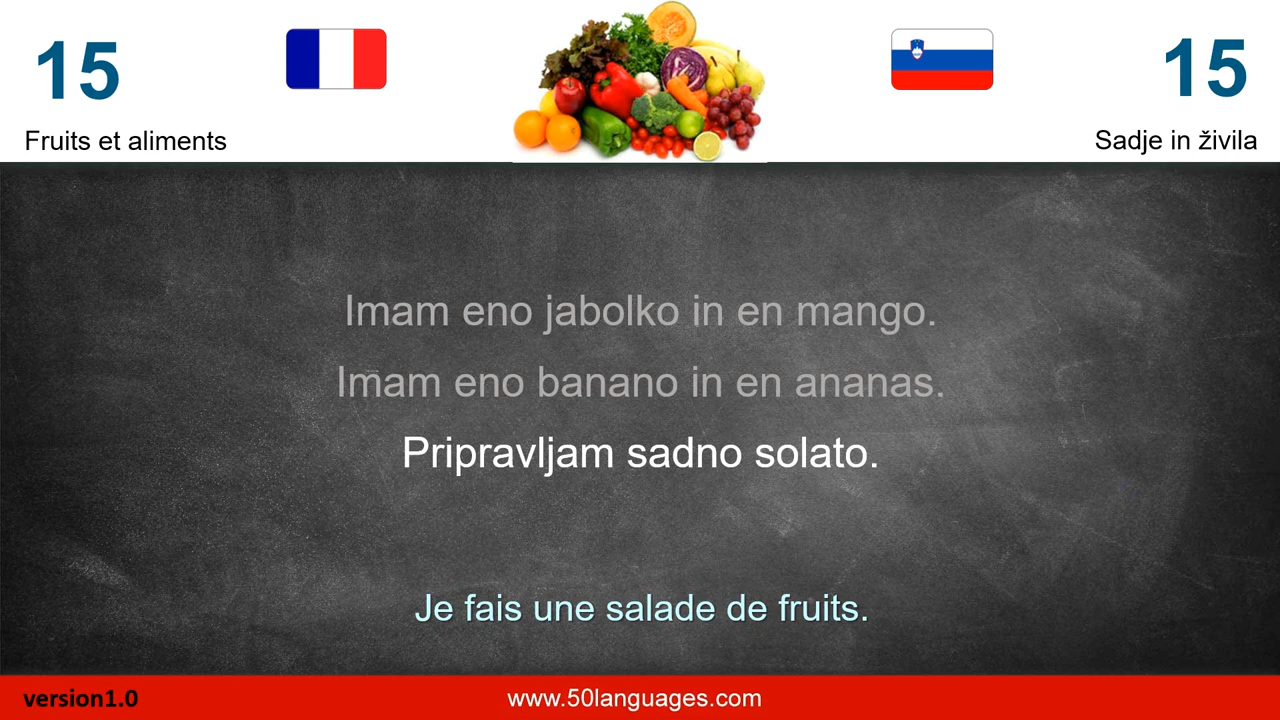 15
15
Fruits et aliments
Sadje in živila
Imam eno jabolko in en mango.
Imam eno banano in en ananas.
Pripravljam sadno solato.
Je fais une salade de fruits.
version1.0
www.50languages.com